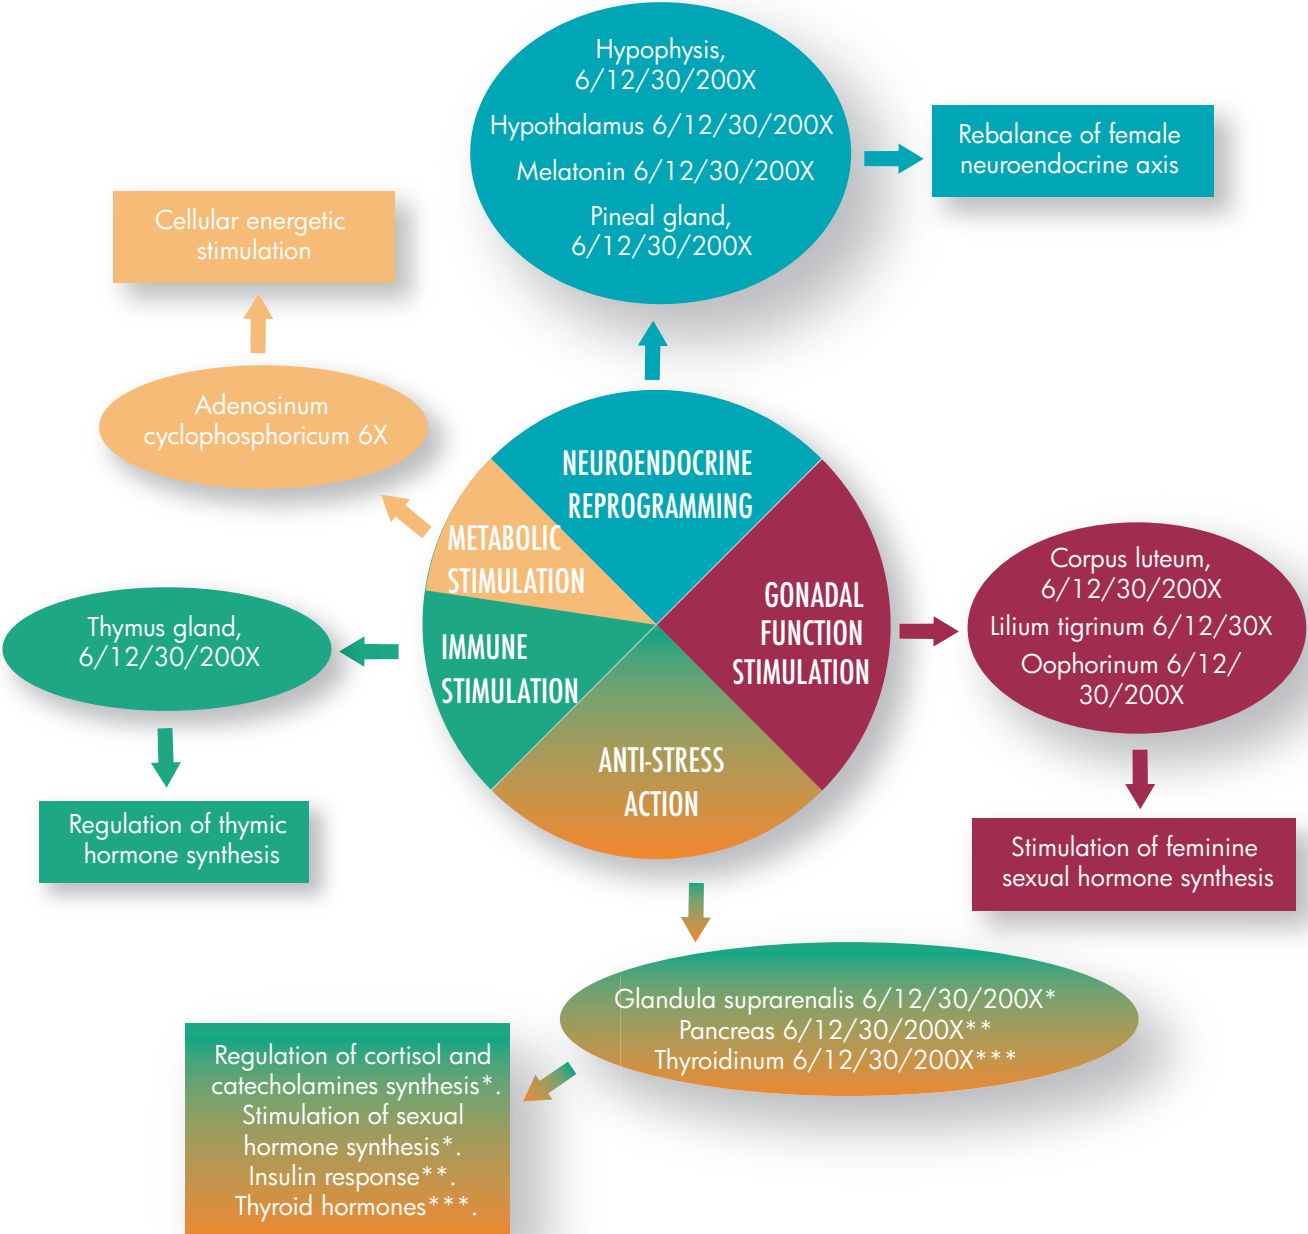 Hypophysis,
6/12/30/200X
Hypothalamus 6/12/30/200X
Melatonin 6/12/30/200X
Pineal gland,
6/12/30/200X
Rebalance of female
neuroendocrine axis
Cellular energetic
stimulation
Adenosinum
cyclophosphoricum 6X
NEUROENDOCRINE
REPROGRAMMING
METABOLIC
STIMULATION
GONADAL
FUNCTION
STIMULATION
IMMUNE
STIMULATION
ANTI-STRESS
ACTION
Corpus luteum,
6/12/30/200X
Lilium tigrinum 6/12/30X
Oophorinum 6/12/
30/200X
Thymus gland,
6/12/30/200X
Regulation of thymic
hormone synthesis
Stimulation of feminine
sexual hormone synthesis
Glandula suprarenalis 6/12/30/200X*
Pancreas 6/12/30/200X**
Thyroidinum 6/12/30/200X***
Regulation of cortisol and
catecholamines synthesis*.
Stimulation of sexual
hormone synthesis*.
Insulin response**.
Thyroid hormones***.